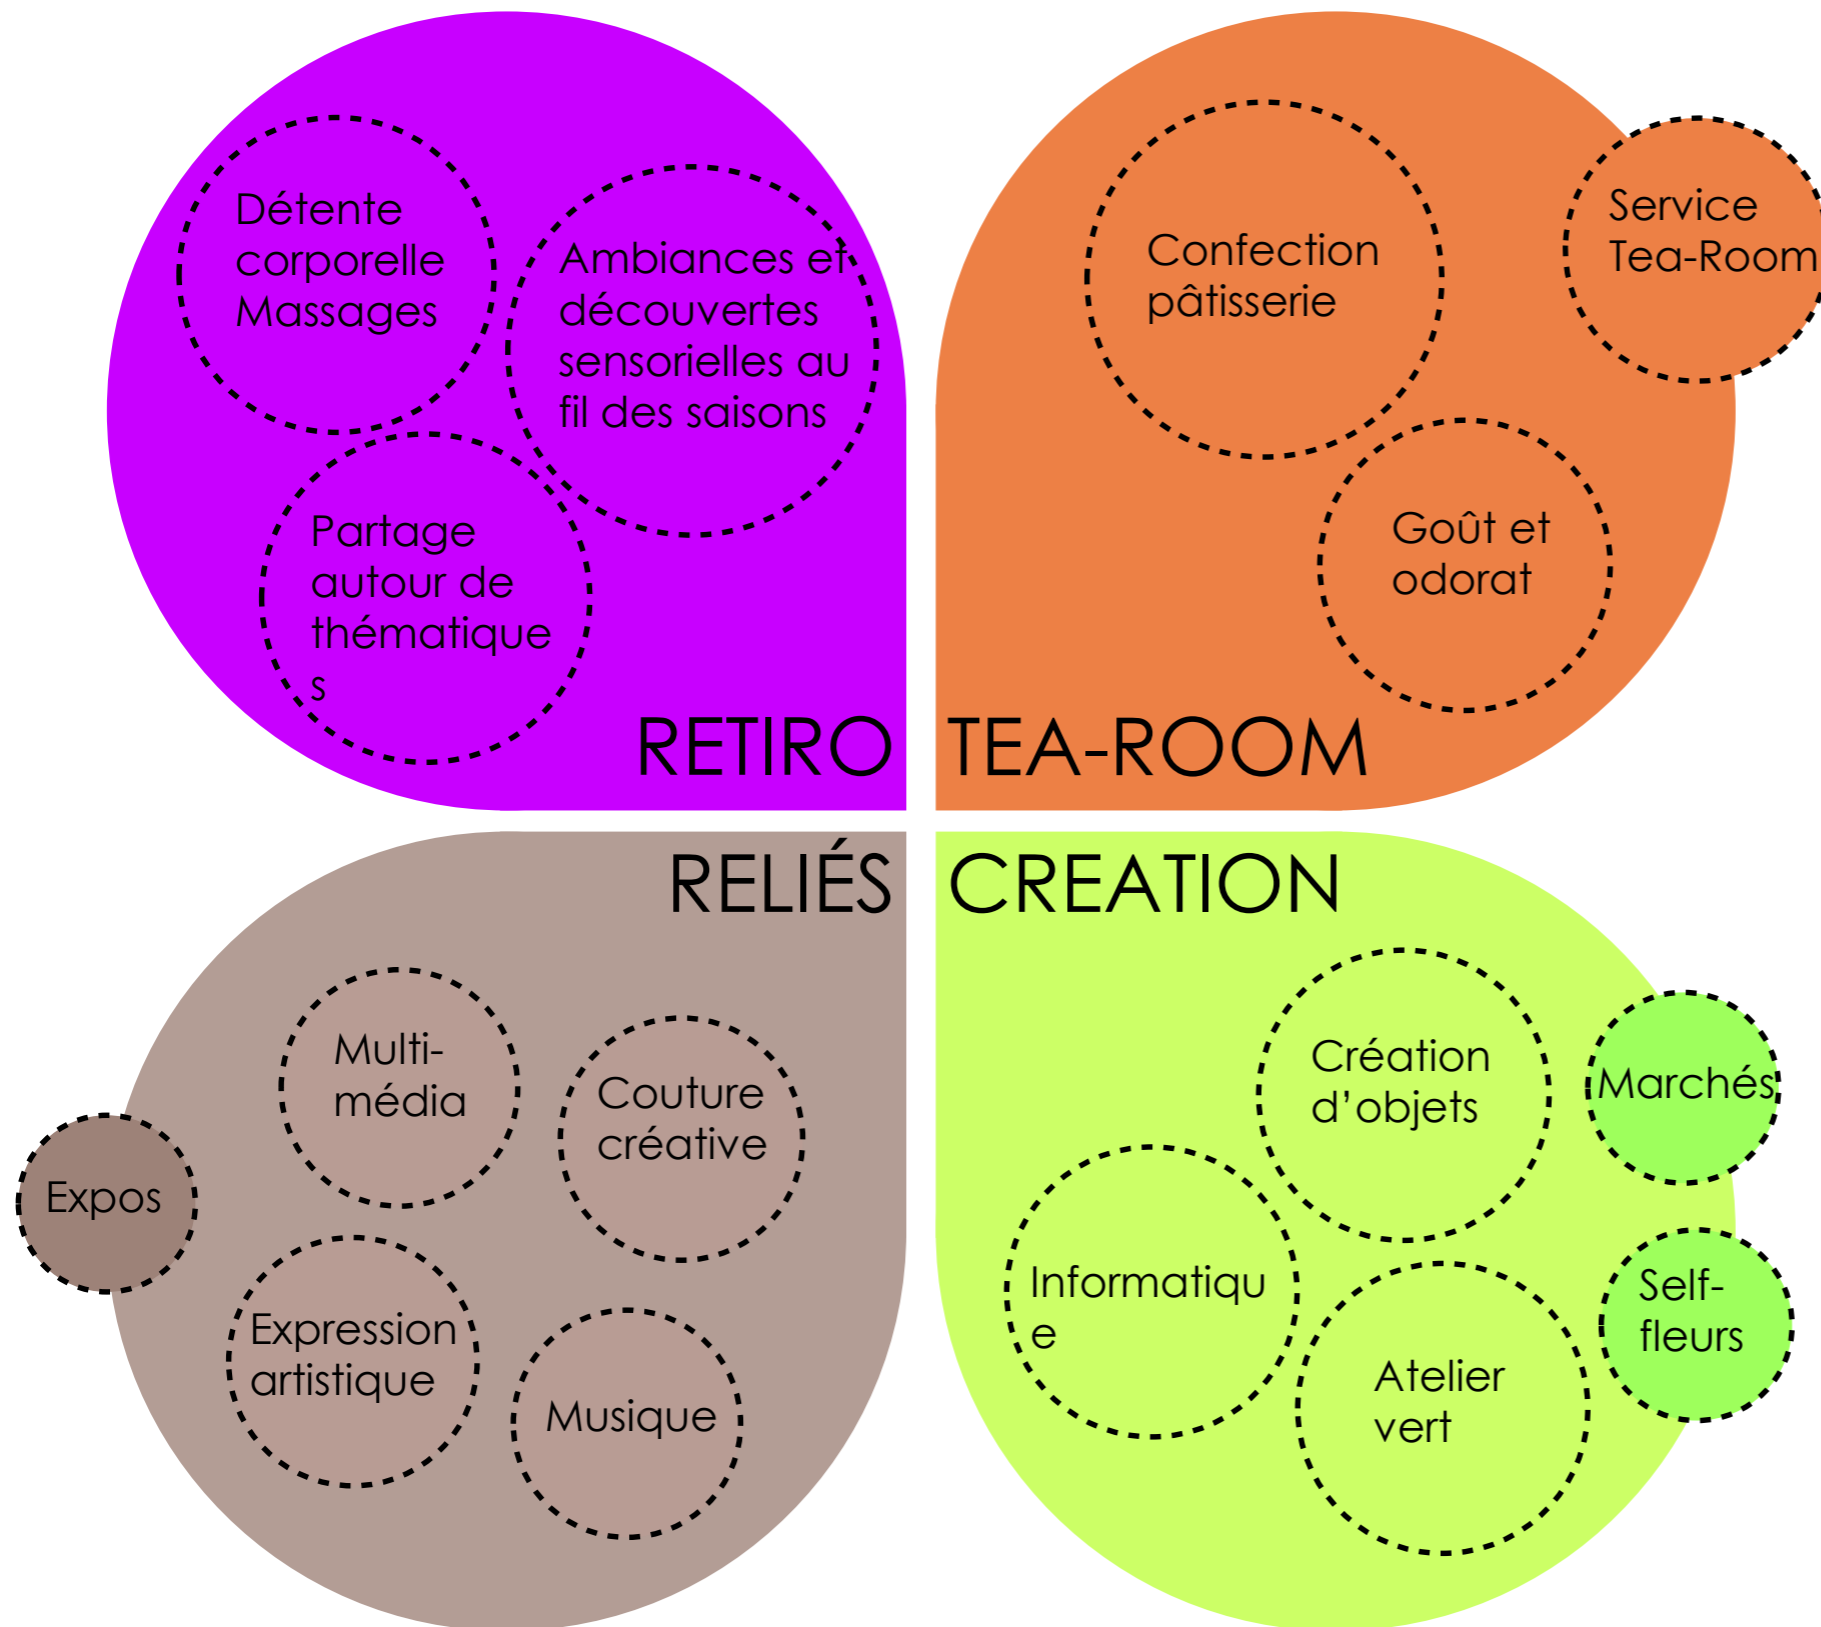 Détente
corporelle
Massages
Ambiances et
découvertes
sensorielles au
fil des saisons
Partage
autour de
thématique
s
RETIRO
Confection
pâtisserie
Service
Tea-Room
Goût et
odorat
TEA-ROOM
RELIÉS
Multi-
média
Couture
créative
Expos
Expression
artistique
Musique
CREATION
Création
d'objets
Marchés
Informatiqu
e
Self-
fleurs
Atelier
vert